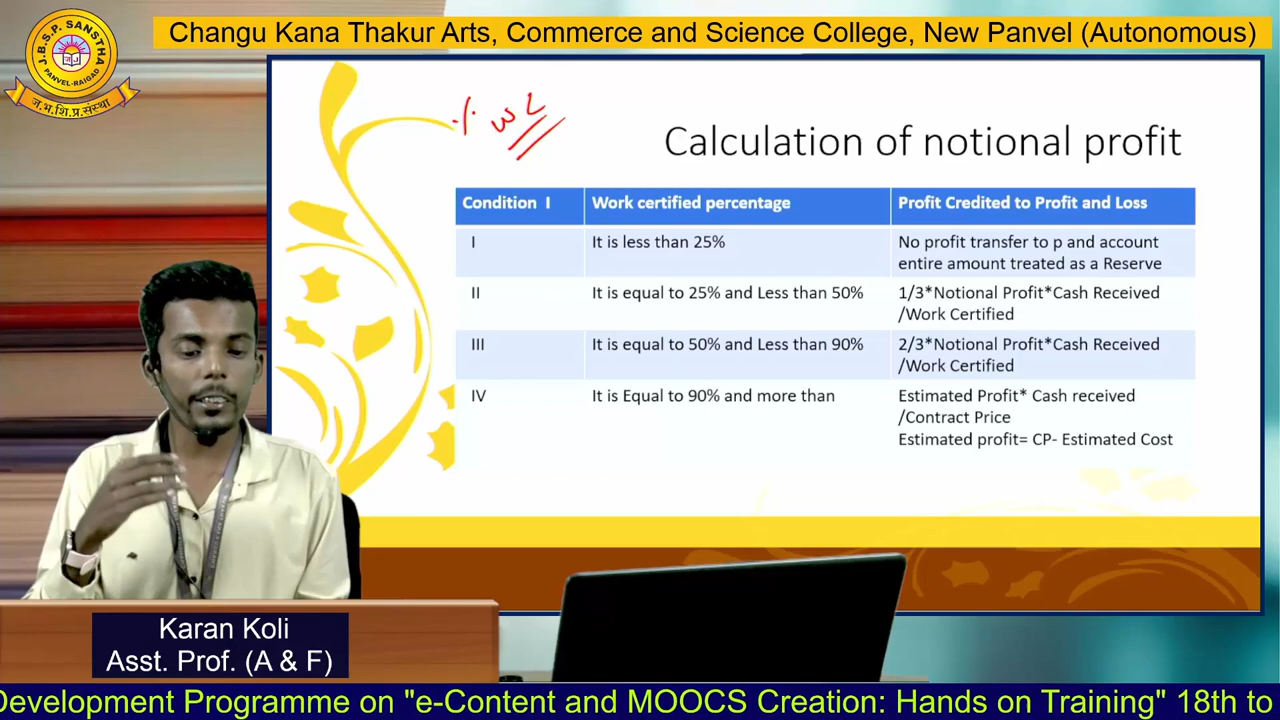 Changu Kana Thakur Arts, Commerce and Science College, New Panvel (Autonomous)
J.B.S.P. SANSTHA
PANVEL-RAIGAD
ज.भ.शि.प्र.संस्था
% W C
Calculation of notional profit
Condition I Work certified percentage Profit Credited to Profit and Loss
I It is less than 25% No profit transfer to p and account
entire amount treated as a Reserve
II It is equal to 25% and Less than 50% 1/3*Notional Profit*Cash Received
/Work Certified
III It is equal to 50% and Less than 90% 2/3*Notional Profit*Cash Received
/Work Certified
IV It is Equal to 90% and more than Estimated Profit* Cash received
/Contract Price
Estimated profit= CP- Estimated Cost
Karan Koli
Asst. Prof. (A & F)
Development Programme on "e-Content and MOOCS Creation: Hands on Training" 18th to